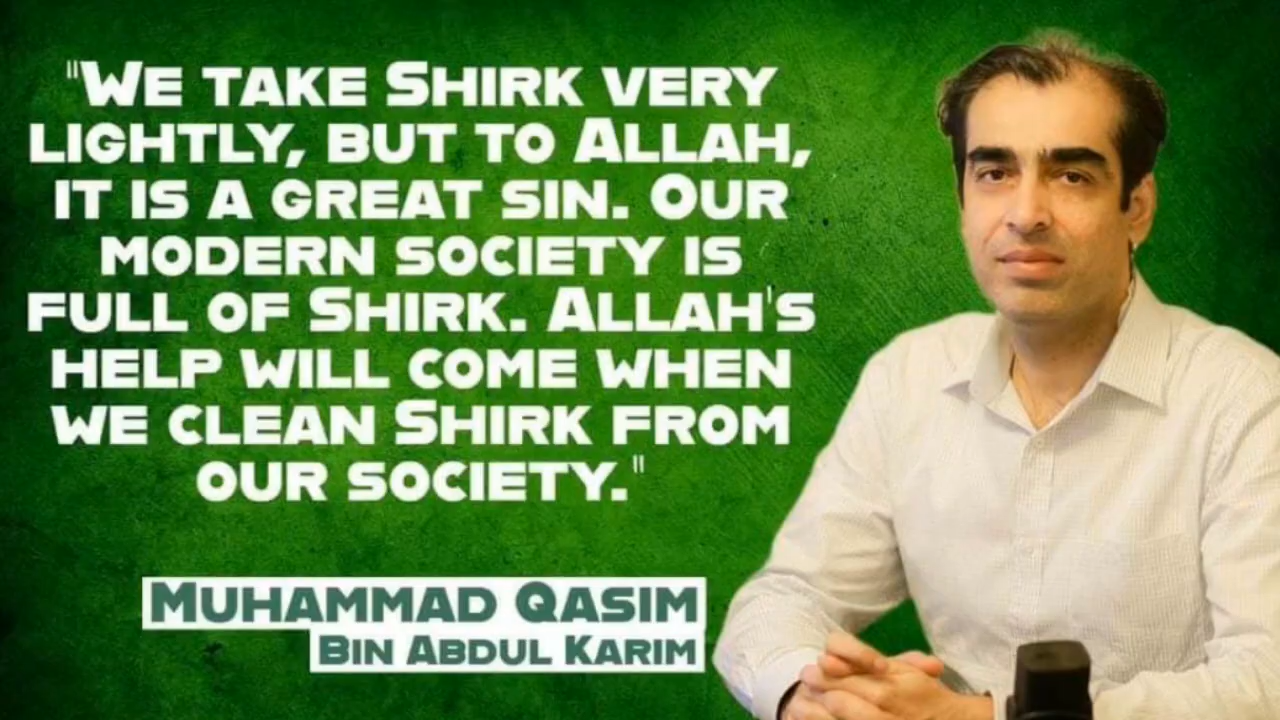 "We take Shirk very
lightly, but to Allah,
it is a great sin. Our
modern society is
full of Shirk. Allah's
help will come when
we clean Shirk from
our society."
Muhammad Qasim
Bin Abdul Karim